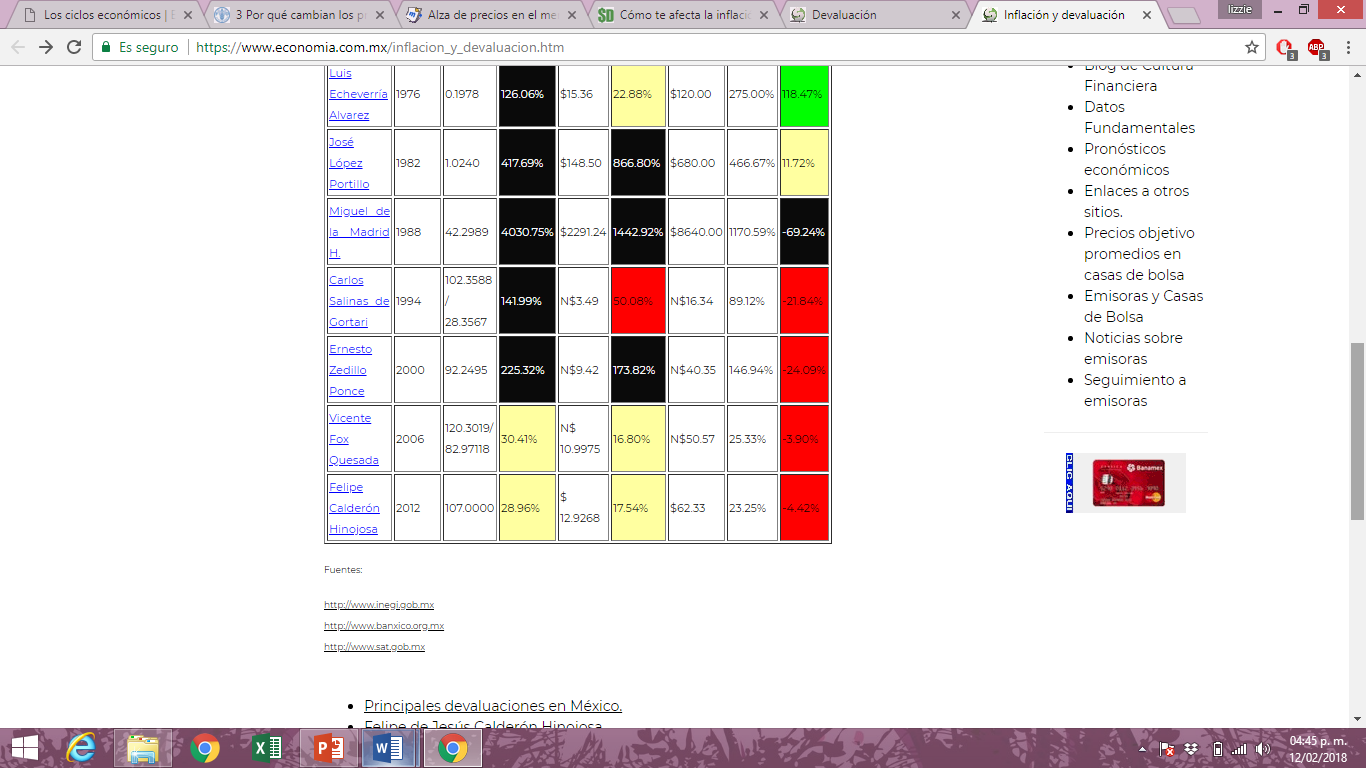 Los ciclos económicos | E
3 Por qué cambian los p
Alza de precios en el me
Cómo te afecta la inflaci
Devaluación
Inflación y devaluación
lizzie
Es seguro
https://www.economia.com.mx/inflacion_y_devaluacion.htm
3
ABP
3
Luis Echeverría Alvarez 1976 0.1978 126.06% $15.36 22.88% $120.00 275.00% 118.47%
José López Portillo 1982 1.0240 417.69% $148.50 866.80% $680.00 466.67% 11.72%
Miguel de la Madrid H. 1988 42.2989 4030.75% $2291.24 1442.92% $8640.00 1170.59% -69.24%
Carlos Salinas de Gortari 1994 102.3588 / 28.3567 141.99% N$3.49 50.08% N$16.34 89.12% -21.84%
Ernesto Zedillo Ponce 2000 92.2495 225.32% N$9.42 173.82% N$40.35 146.94% -24.09%
Vicente Fox Quesada 2006 120.3019/ 82.97118 30.41% N$ 10.9975 16.80% N$50.57 25.33% -3.90%
Felipe Calderón Hinojosa 2012 107.0000 28.96% $ 12.9268 17.54% $62.33 23.25% -4.42%
Fuentes:
http://www.inegi.gob.mx
http://www.banxico.org.mx
http://www.sat.gob.mx
Principales devaluaciones en México.
Felipe de Jesús Calderón Hinojosa
Blog de Cultura
Financiera
Datos
Fundamentales
Pronósticos
económicos
Enlaces a otros
sitios.
Precios objetivo
promedios en
casas de bolsa
Emisoras y Casas
de Bolsa
Noticias sobre
emisoras
Seguimiento a
emisoras
CLIC AQUI
Banamex
04:45 p. m.
12/02/2018